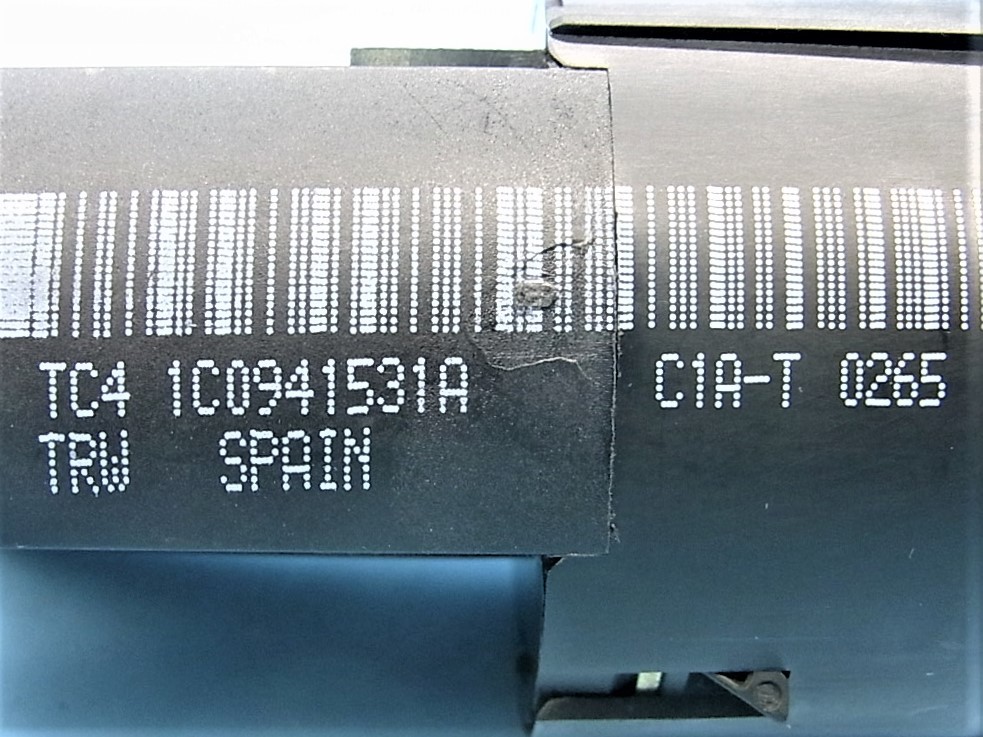 TC4 1C0941531A C1A-T 0265
TRW SPAIN